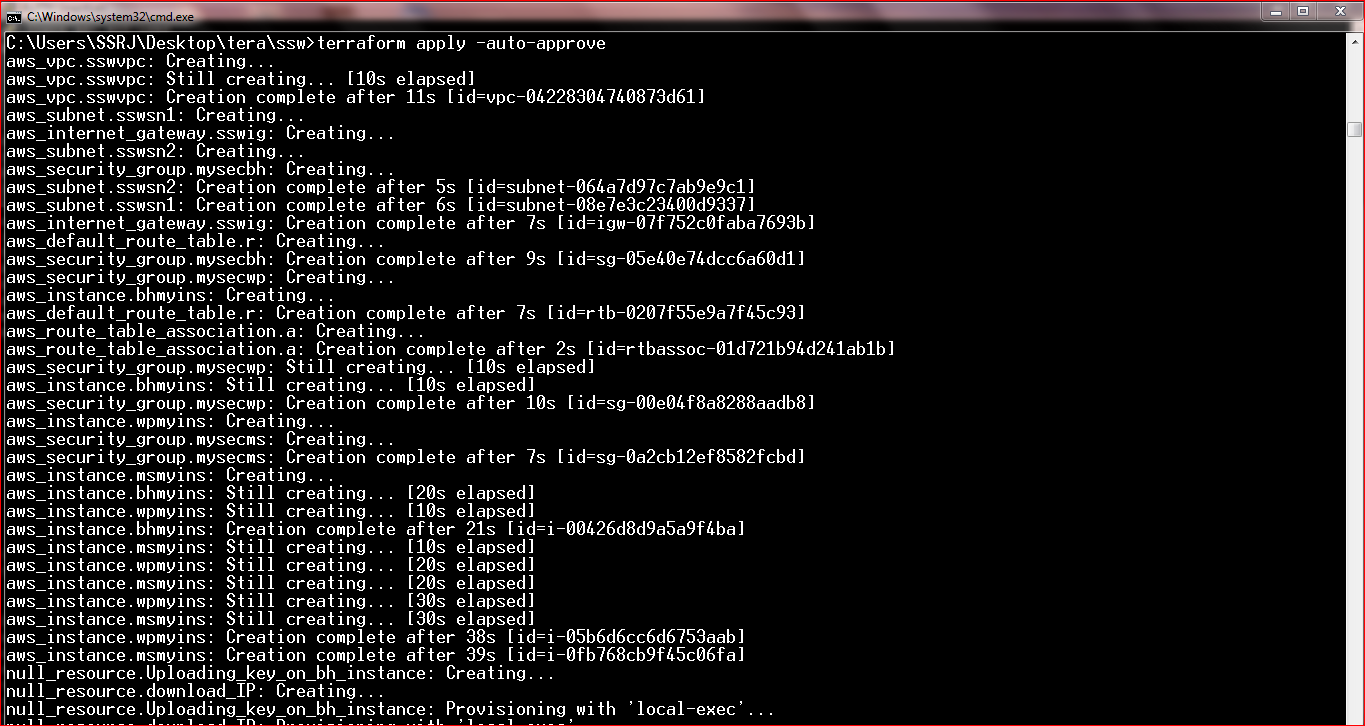 C:\Windows\system32\cmd.exe
C:\Users\SSRJ\Desktop\tera\ssw>terraform apply -auto-approve
aws_vpc.sswvpc: Creating...
aws_vpc.sswvpc: Still creating... [10s elapsed]
aws_vpc.sswvpc: Creation complete after 11s [id=vpc-04228304740873d61]
aws_subnet.sswsn1: Creating...
aws_internet_gateway.sswig: Creating...
aws_subnet.sswsn2: Creating...
aws_security_group.mysecbh: Creating...
aws_subnet.sswsn2: Creation complete after 5s [id=subnet-064a7d97c7ab9e9c1]
aws_subnet.sswsn1: Creation complete after 6s [id=subnet-08e7e3c23400d9337]
aws_internet_gateway.sswig: Creation complete after 7s [id=igw-07f752c0faba7693b]
aws_default_route_table.r: Creating...
aws_security_group.mysecbh: Creation complete after 9s [id=sg-05e40e74dcc6a60d1]
aws_security_group.mysecwp: Creating...
aws_instance.bhmyins: Creating...
aws_default_route_table.r: Creation complete after 7s [id=rtb-0207f55e9a7f45c93]
aws_route_table_association.a: Creating...
aws_route_table_association.a: Creation complete after 2s [id=rtbassoc-01d721b94d241ab1b]
aws_security_group.mysecwp: Still creating... [10s elapsed]
aws_instance.bhmyins: Still creating... [10s elapsed]
aws_security_group.mysecwp: Creation complete after 10s [id=sg-00e04f8a8288aadb8]
aws_instance.wpmyins: Creating...
aws_security_group.mysecms: Creating...
aws_security_group.mysecms: Creation complete after 7s [id=sg-0a2cb12ef8582fcbd]
aws_instance.msmyins: Creating...
aws_instance.bhmyins: Still creating... [20s elapsed]
aws_instance.wpmyins: Still creating... [10s elapsed]
aws_instance.bhmyins: Creation complete after 21s [id=i-00426d8d9a5a9f4ba]
aws_instance.msmyins: Still creating... [10s elapsed]
aws_instance.wpmyins: Still creating... [20s elapsed]
aws_instance.msmyins: Still creating... [20s elapsed]
aws_instance.wpmyins: Still creating... [30s elapsed]
aws_instance.msmyins: Still creating... [30s elapsed]
aws_instance.wpmyins: Creation complete after 38s [id=i-05b6d6cc6d6753aab]
aws_instance.msmyins: Creation complete after 39s [id=i-0fb768cb9f45c06fa]
null_resource.Uploading_key_on_bh_instance: Creating...
null_resource.download_IP: Creating...
null_resource.Uploading_key_on_bh_instance: Provisioning with 'local-exec'...
null_resource.download_IP: Provisioning with 'local-exec'